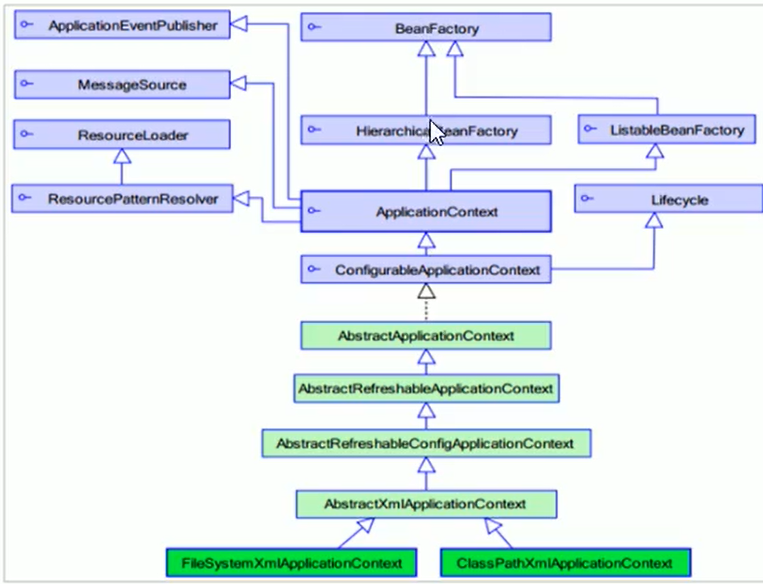 ApplicationEventPublisher
BeanFactory
MessageSource
ResourceLoader
HierarchicalBeanFactory
ListableBeanFactory
ResourcePatternResolver
ApplicationContext
Lifecycle
ConfigurableApplicationContext
AbstractApplicationContext
AbstractRefreshableApplicationContext
AbstractRefreshableConfigApplicationContext
AbstractXmlApplicationContext
FileSystemXmlApplicationContext
ClassPathXmlApplicationContext